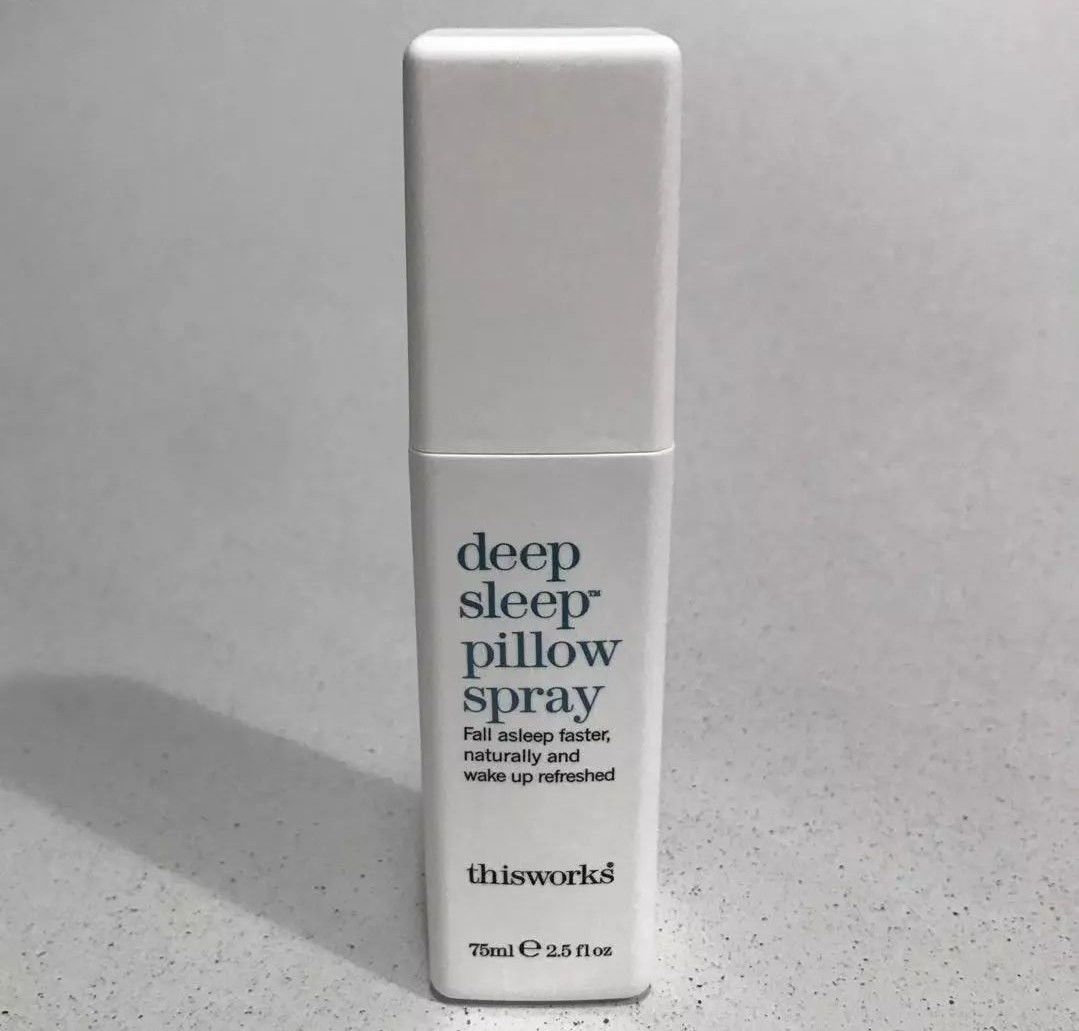 deep
sleep™
pillow
spray
Fall asleep faster,
naturally and
wake up refreshed
thisworks®
75ml ℮ 2.5 fl oz